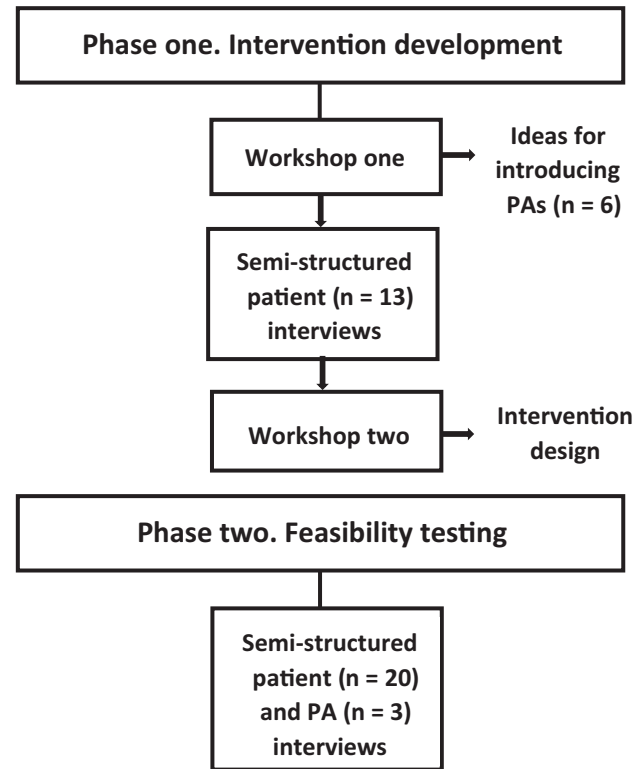 Phase one. Intervention development
Workshop one
Ideas for
introducing
PAs (n = 6)
Semi-structured
patient (n = 13)
interviews
Workshop two
Intervention
design
Phase two. Feasibility testing
Semi-structured
patient (n = 20)
and PA (n = 3)
interviews